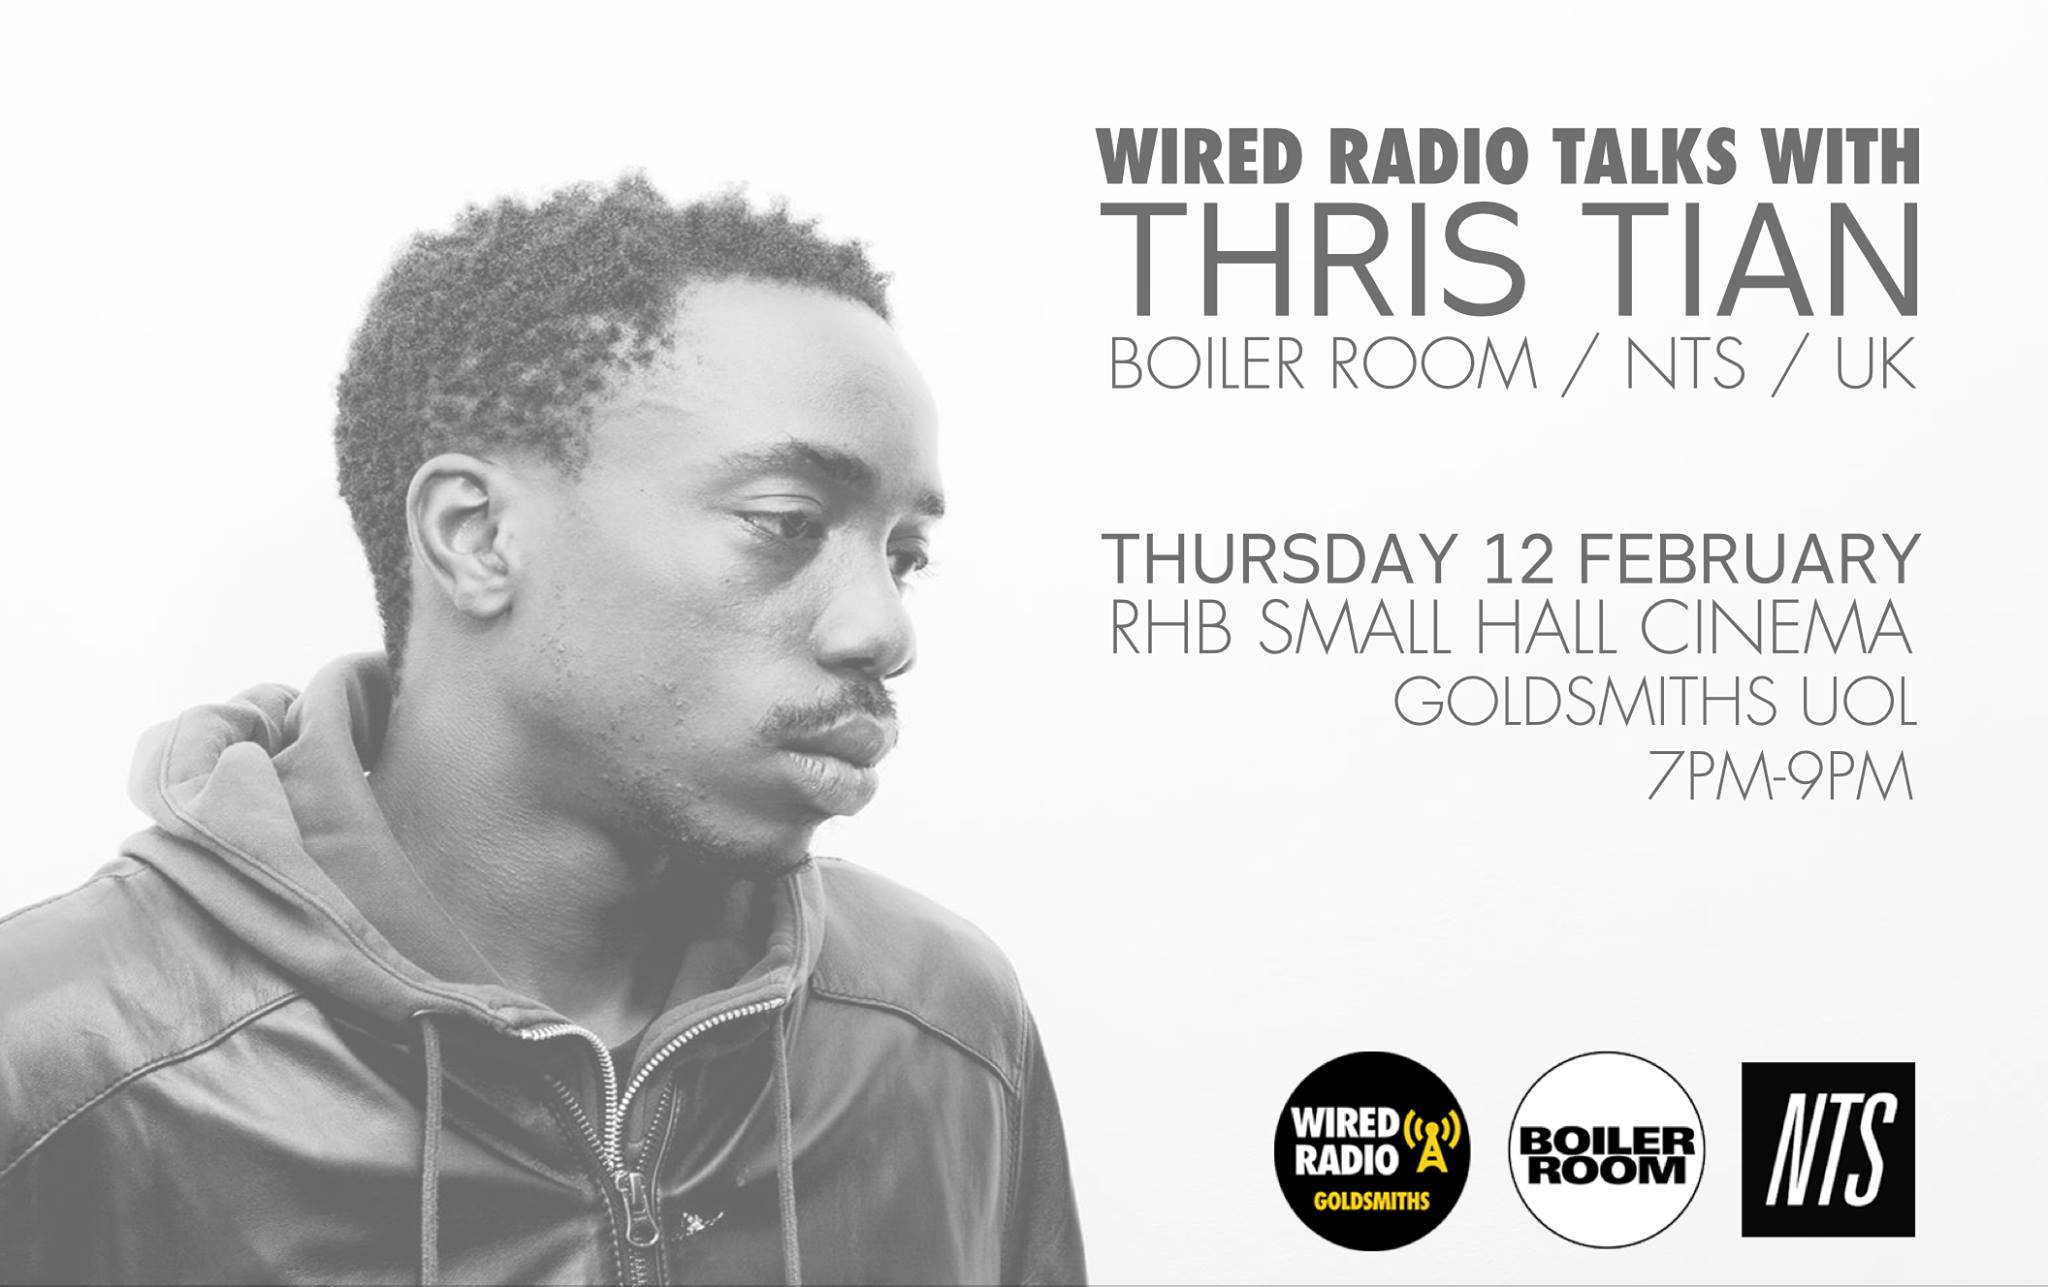 WIRED RADIO TALKS WITH
THRIS TIAN
BOILER ROOM / NTS / UK
THURSDAY 12 FEBRUARY
RHB SMALL HALL CINEMA
GOLDSMITHS UOL
7PM-9PM
WIRED
RADIO
GOLDSMITHS
BOILER
ROOM
NTS